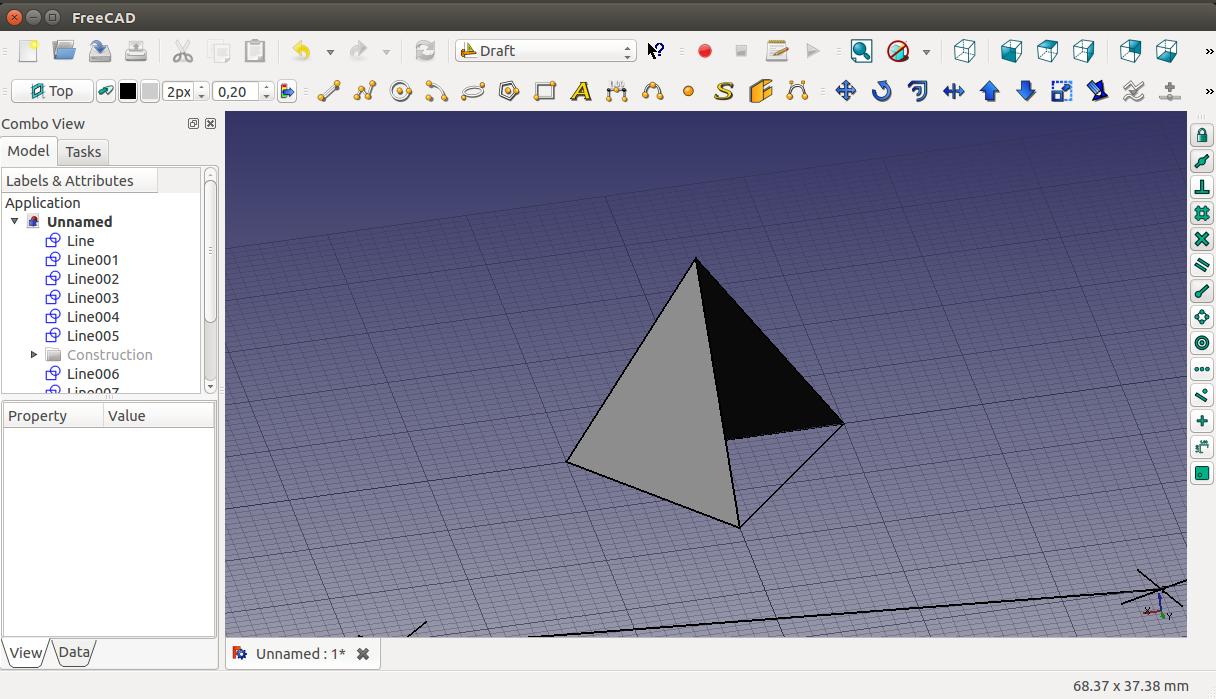 FreeCAD
Draft
»
Top
2px
0,20
»
Combo View
Model
Tasks
Labels & Attributes
Application
Unnamed
Line
Line001
Line002
Line003
Line004
Line005
Construction
Line006
Line007
Property
Value
View
Data
X
Y
Unnamed : 1*
68.37 x 37.38 mm